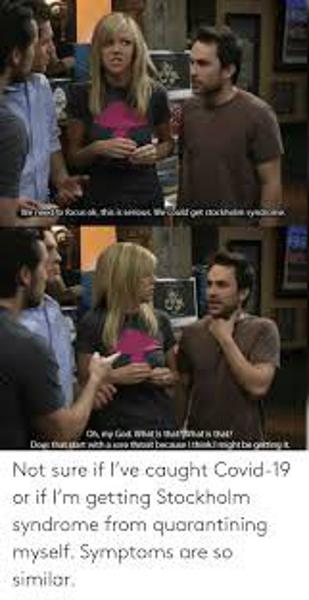 We need to focus ok, this is serious. We could get stockholm syndrome.
Oh, my God. What is that? What is that?
Does that start with a sore throat because I think I might be getting it.
Not sure if I've caught Covid-19
or if I'm getting Stockholm
syndrome from quarantining
myself. Symptoms are so
similar.